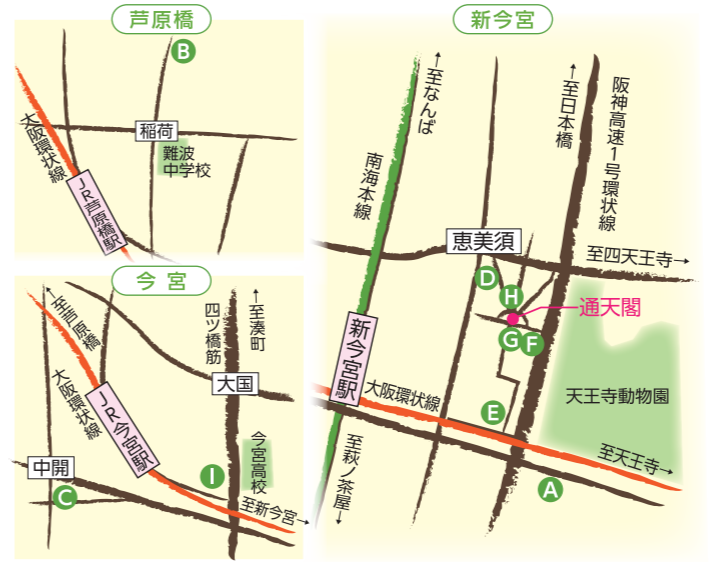 芦原橋
B
大阪環状線
稲荷
難波
中学校
JR芦原橋駅
今宮
←至芦原橋
大阪環状線
JR今宮駅
四ツ橋筋
←至湊町
大国
中開
C
I
今宮高校
至新今宮→
新今宮
←至なんば
南海本線
←至日本橋
阪神高速1号環状線
恵美須
至四天王寺→
D
H
通天閣
G
F
新今宮駅
大阪環状線
E
天王寺動物園
至天王寺→
至萩ノ茶屋→
A